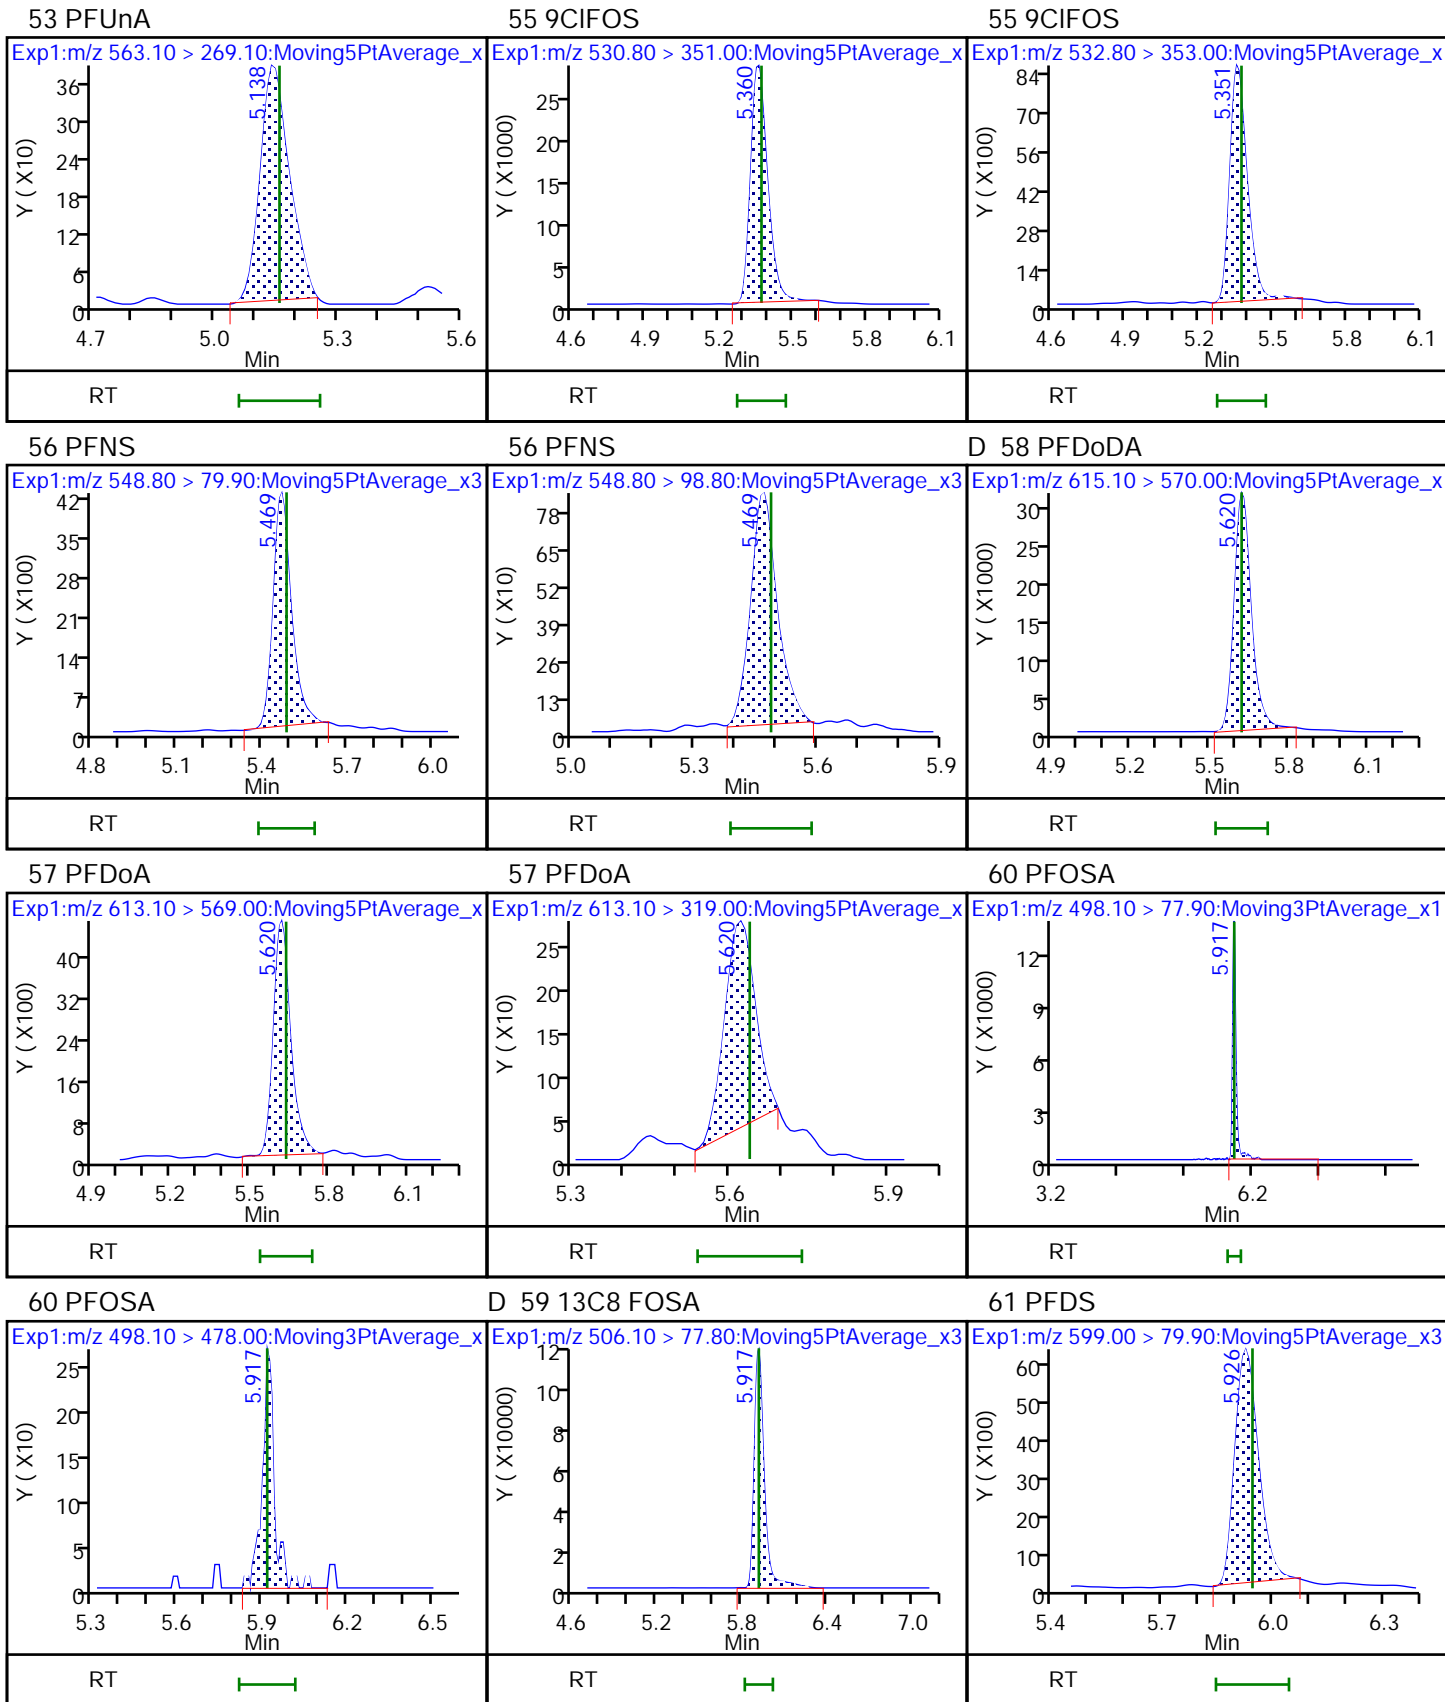 53 PFUnA
Exp1:m/z 563.10 > 269.10:Moving5PtAverage_x
5.138
Y ( X10)
36
30
24
18
12
6
0
4.7 5.0 5.3 5.6
Min
RT
55 9ClFOS
Exp1:m/z 530.80 > 351.00:Moving5PtAverage_x
5.360
Y ( X1000)
25
20
15
10
5
0
4.6 4.9 5.2 5.5 5.8 6.1
Min
RT
55 9ClFOS
Exp1:m/z 532.80 > 353.00:Moving5PtAverage_x
5.351
Y ( X100)
84
70
56
42
28
14
0
4.6 4.9 5.2 5.5 5.8 6.1
Min
RT
56 PFNS
Exp1:m/z 548.80 > 79.90:Moving5PtAverage_x3
5.469
Y ( X100)
42
35
28
21
14
7
0
4.8 5.1 5.4 5.7 6.0
Min
RT
56 PFNS
Exp1:m/z 548.80 > 98.80:Moving5PtAverage_x3
5.469
Y ( X10)
78
65
52
39
26
13
0
5.0 5.3 5.6 5.9
Min
RT
D 58 PFDoDA
Exp1:m/z 615.10 > 570.00:Moving5PtAverage_x
5.620
Y ( X1000)
30
25
20
15
10
5
0
4.9 5.2 5.5 5.8 6.1
Min
RT
57 PFDoA
Exp1:m/z 613.10 > 569.00:Moving5PtAverage_x
5.620
Y ( X100)
40
32
24
16
8
0
4.9 5.2 5.5 5.8 6.1
Min
RT
57 PFDoA
Exp1:m/z 613.10 > 319.00:Moving5PtAverage_x
5.620
Y ( X10)
25
20
15
10
5
0
5.3 5.6 5.9
Min
RT
60 PFOSA
Exp1:m/z 498.10 > 77.90:Moving3PtAverage_x1
5.917
Y ( X1000)
12
9
6
3
0
3.2 6.2
Min
RT
60 PFOSA
Exp1:m/z 498.10 > 478.00:Moving3PtAverage_x
5.917
Y ( X10)
25
20
15
10
5
0
5.3 5.6 5.9 6.2 6.5
Min
RT
D 59 13C8 FOSA
Exp1:m/z 506.10 > 77.80:Moving5PtAverage_x3
5.917
Y ( X10000)
12
10
8
6
4
2
0
4.6 5.2 5.8 6.4 7.0
Min
RT
61 PFDS
Exp1:m/z 599.00 > 79.90:Moving5PtAverage_x3
5.926
Y ( X100)
60
50
40
30
20
10
0
5.4 5.7 6.0 6.3
Min
RT